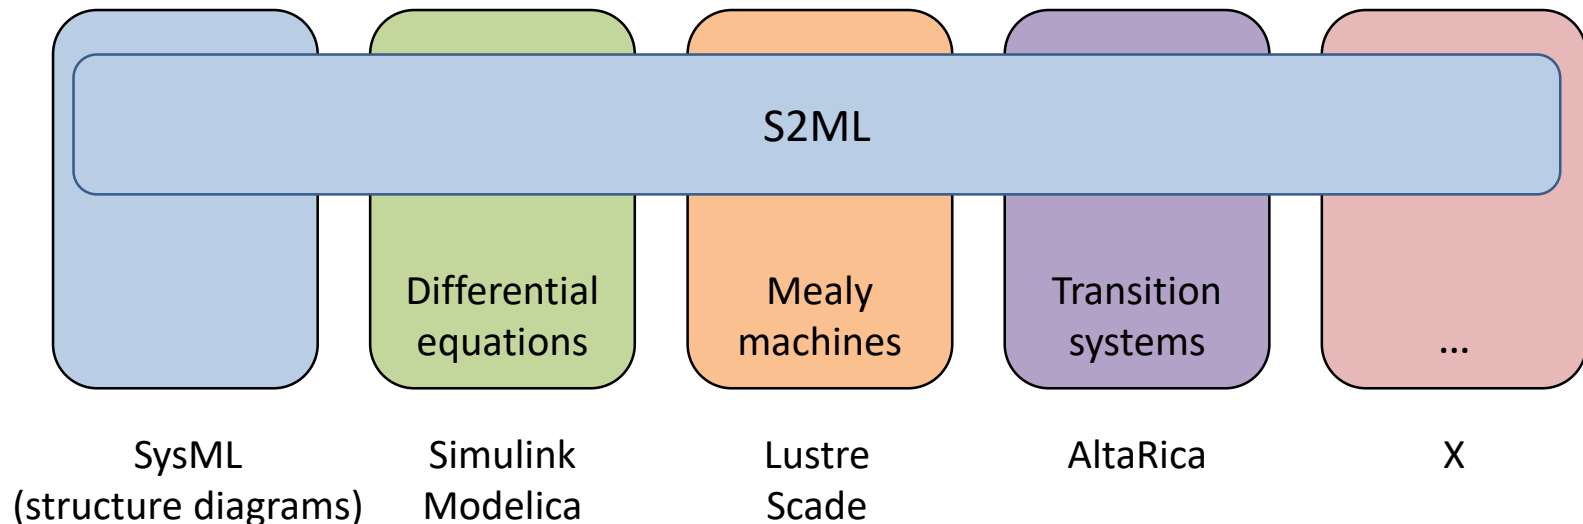 S2ML
Differential
equations
Mealy
machines
Transition
systems
...
SysML
(structure diagrams)
Simulink
Modelica
Lustre
Scade
AltaRica
X